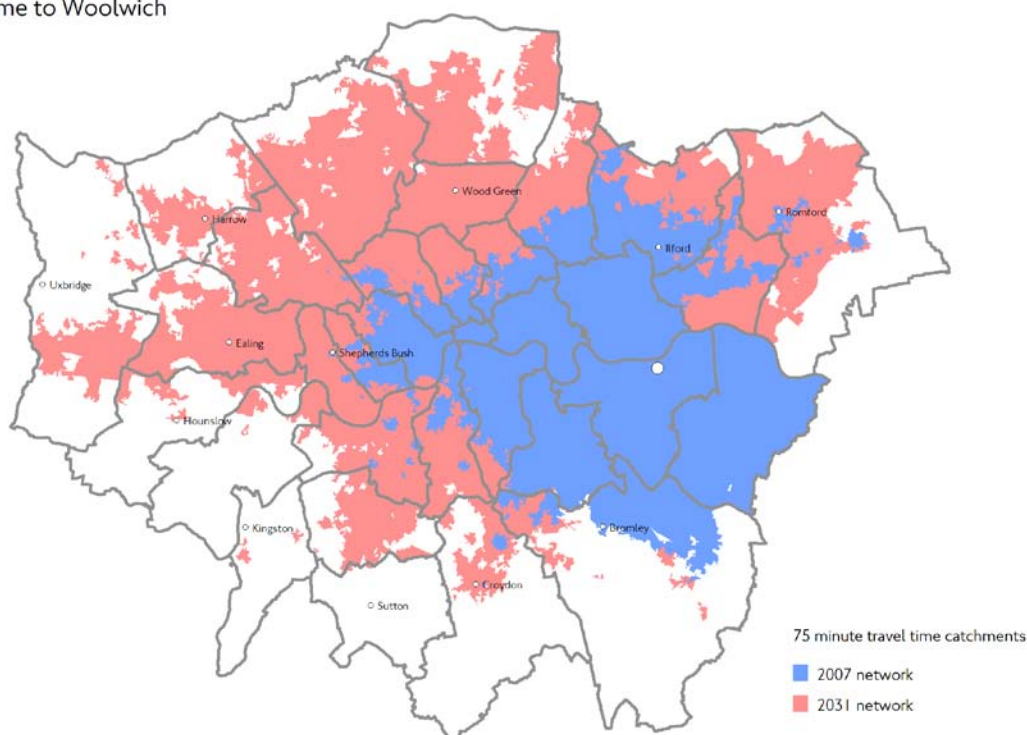 me to Woolwich
Wood Green
Harrow
Romford
Ilford
Uxbridge
Ealing
Shepherds Bush
Hounslow
Kingston
Bromley
Croydon
Sutton
75 minute travel time catchments
2007 network
2031 network